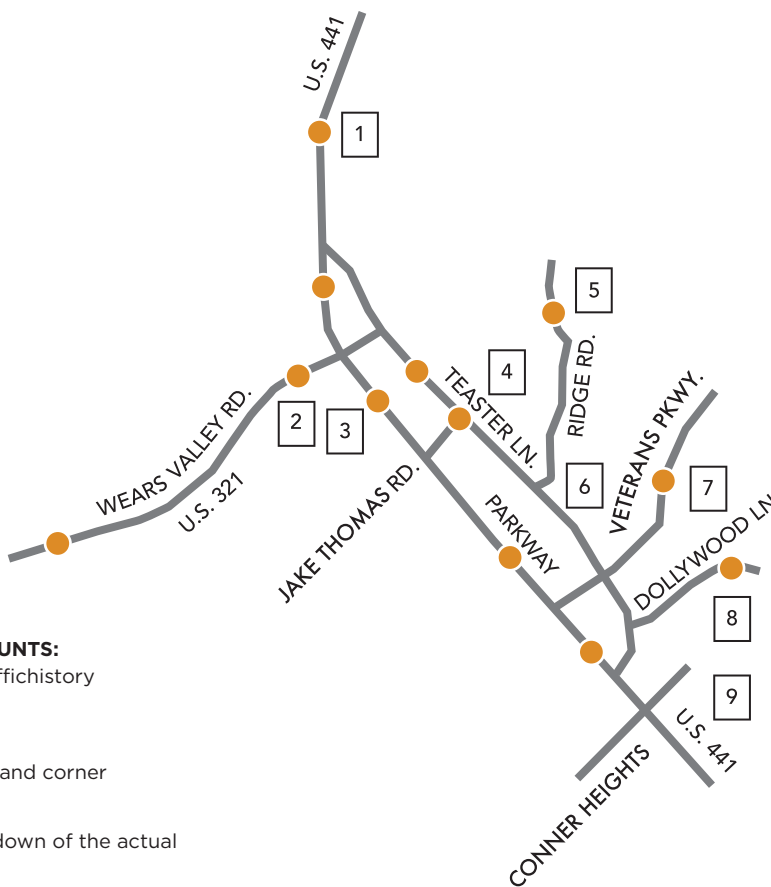 U.S. 441
1
5
4
TEASTER LN.
RIDGE RD.
VETERANS PKWY.
WEARS VALLEY RD.
2
3
U.S. 321
6
7
JAKE THOMAS RD.
PARKWAY
DOLLYWOOD LN
8
UNTS:
ffichistory
9
U.S. 441
and corner
CONNER HEIGHTS
down of the actual